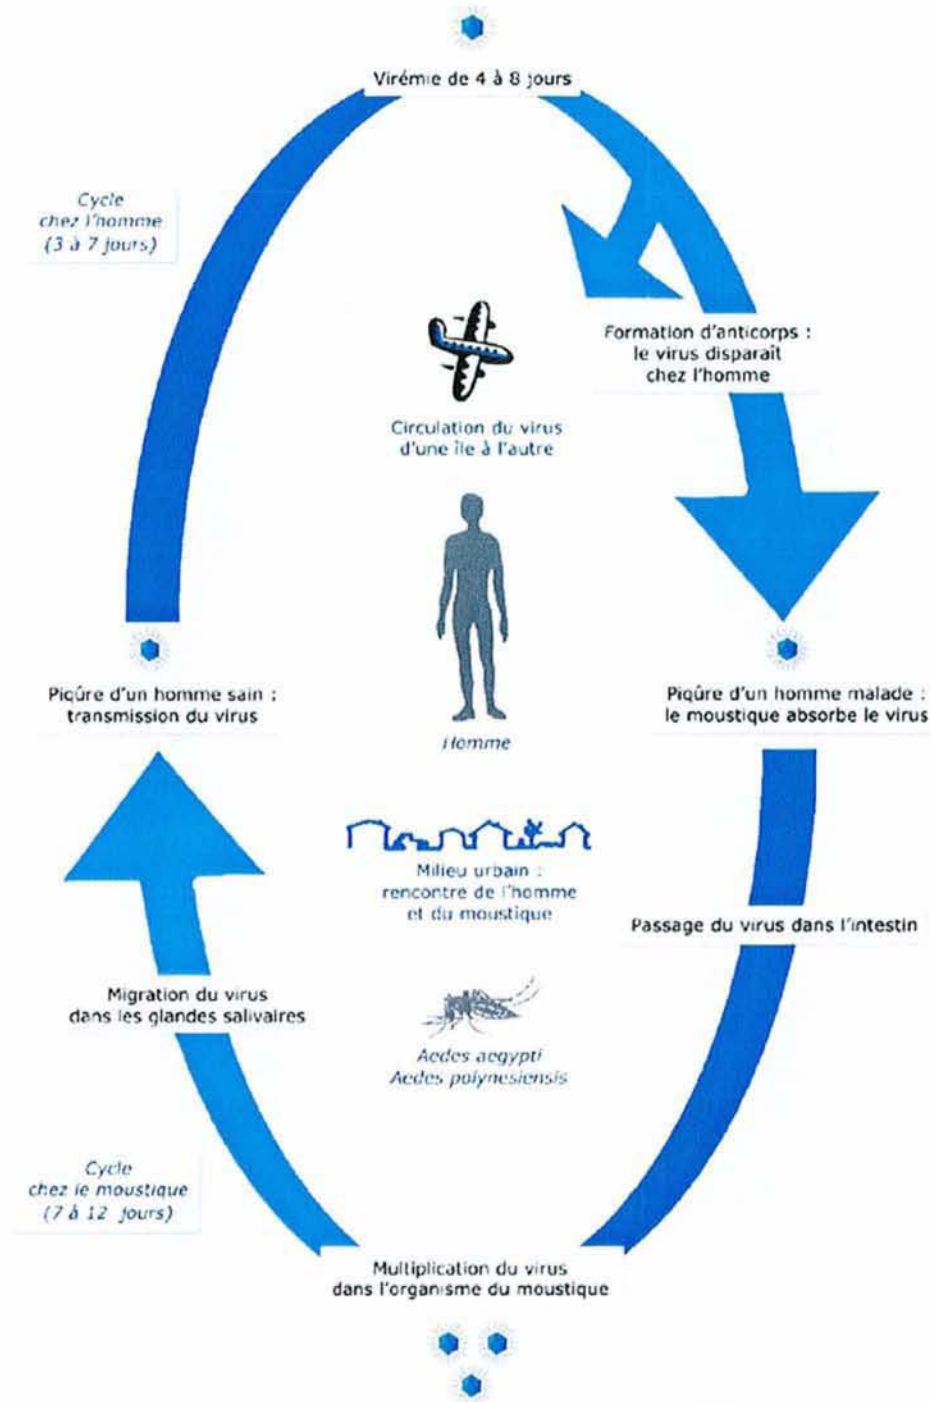 Virémie de 4 à 8 jours
Cycle
chez l'homme
(3 à 7 jours)
Formation d'anticorps :
le virus disparaît
chez l'homme
Circulation du virus
d'une île à l'autre
Piqûre d'un homme sain :
transmission du virus
Homme
Piqûre d'un homme malade :
le moustique absorbe le virus
Milieu urbain :
rencontre de l'homme
et du moustique
Passage du virus dans l'intestin
Migration du virus
dans les glandes salivaires
Aedes aegypti
Aedes polynesiensis
Cycle
chez le moustique
(7 à 12 jours)
Multiplication du virus
dans l'organisme du moustique